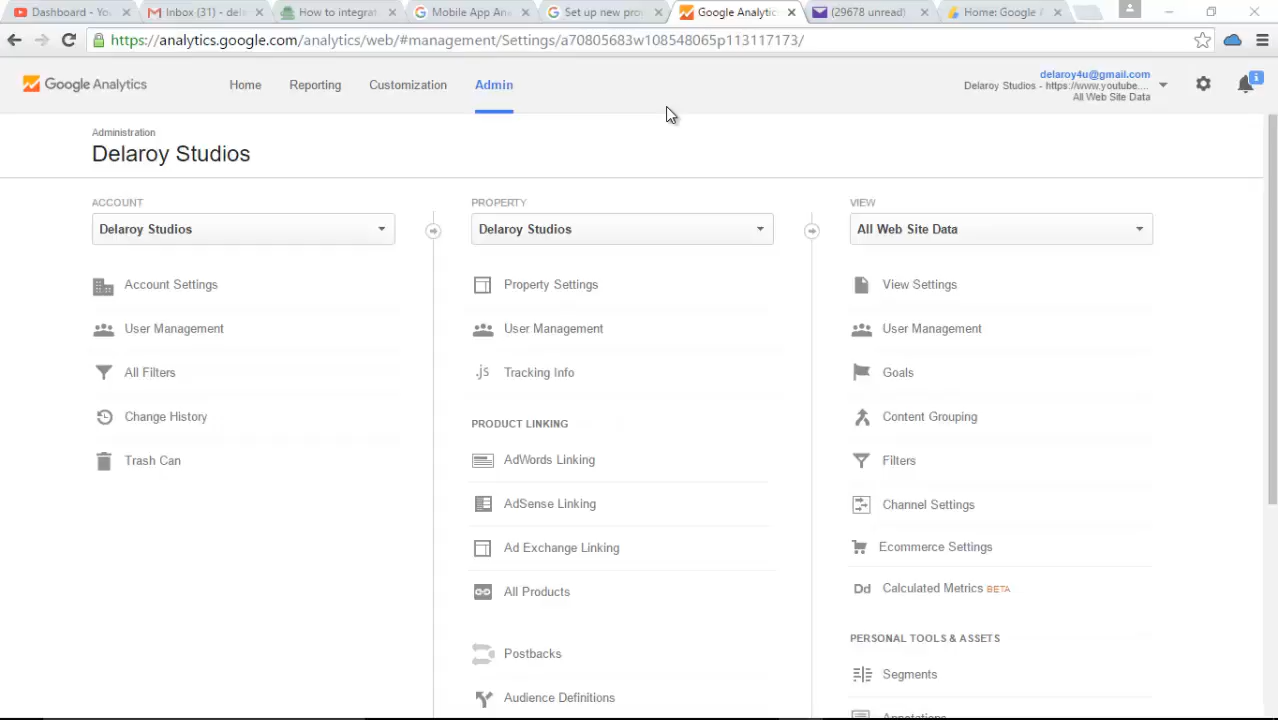 Dashboard - You
Inbox (31) - del
How to integrat
Mobile App Ane
Set up new pro
Google Analytic
(29678 unread)
Home: Google A
https://analytics.google.com/analytics/web/#management/Settings/a70805683w108548065p113117173/
Google Analytics
Home
Reporting
Customization
Admin
delaroy4u@gmail.com
Delaroy Studios - https://www.youtube....
All Web Site Data
Administration
Delaroy Studios
ACCOUNT
Delaroy Studios
Account Settings
User Management
All Filters
Change History
Trash Can
PROPERTY
Delaroy Studios
Property Settings
User Management
.js Tracking Info
PRODUCT LINKING
AdWords Linking
AdSense Linking
Ad Exchange Linking
All Products
Postbacks
Audience Definitions
VIEW
All Web Site Data
View Settings
User Management
Goals
Content Grouping
Filters
Channel Settings
Ecommerce Settings
Dd Calculated Metrics BETA
PERSONAL TOOLS & ASSETS
Segments
Annotations